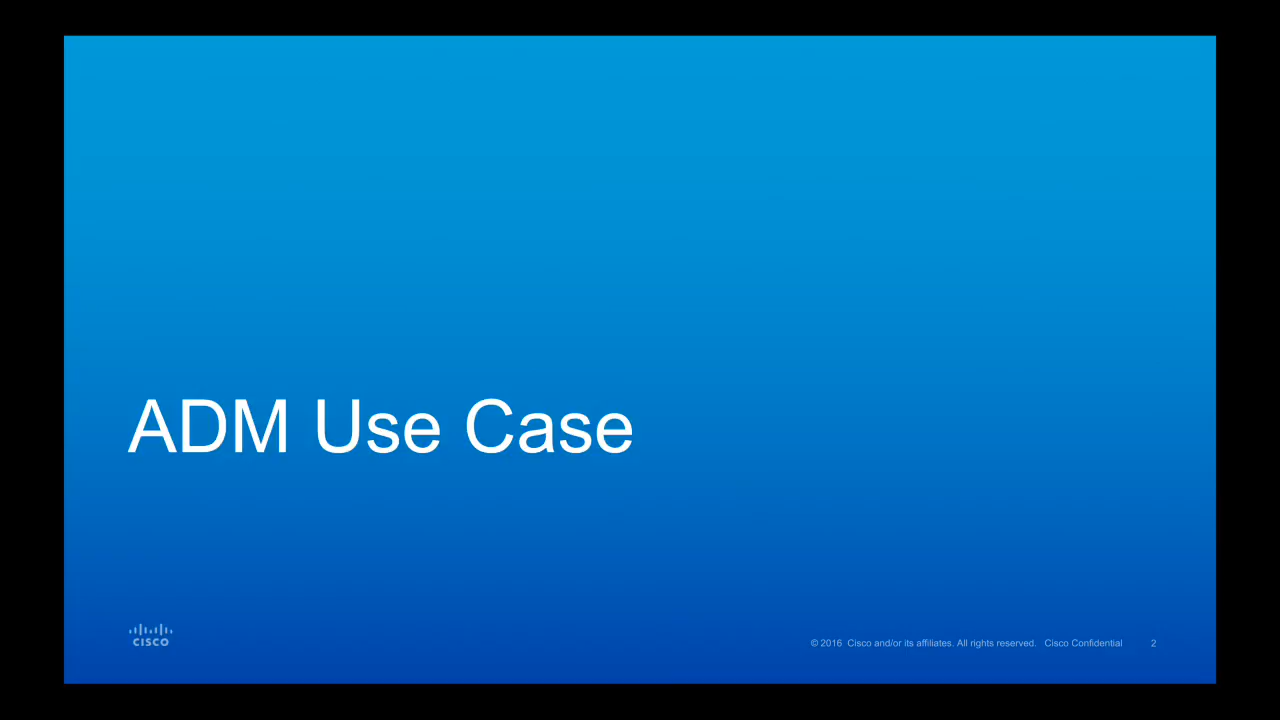 ADM Use Case
CISCO
© 2016 Cisco and/or its affiliates. All rights reserved. Cisco Confidential 2